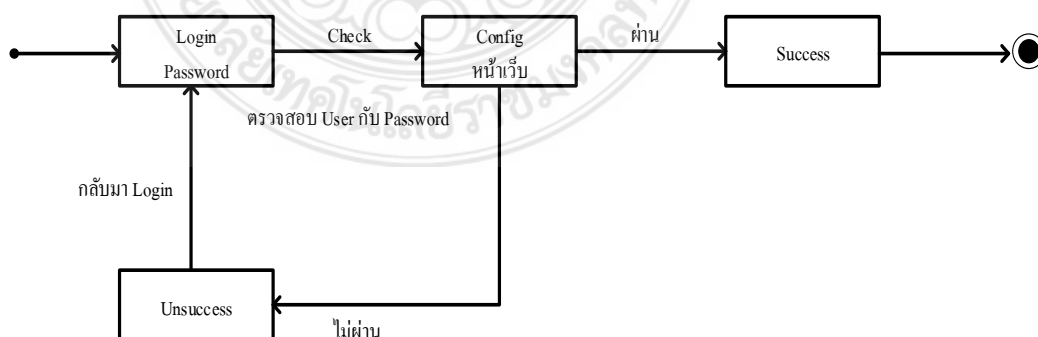 Login
Password
Check
Config
หน้าเว็บ
ผ่าน
Success
ตรวจสอบ User กับ Password
กลับมา Login
Unsuccess
ไม่ผ่าน